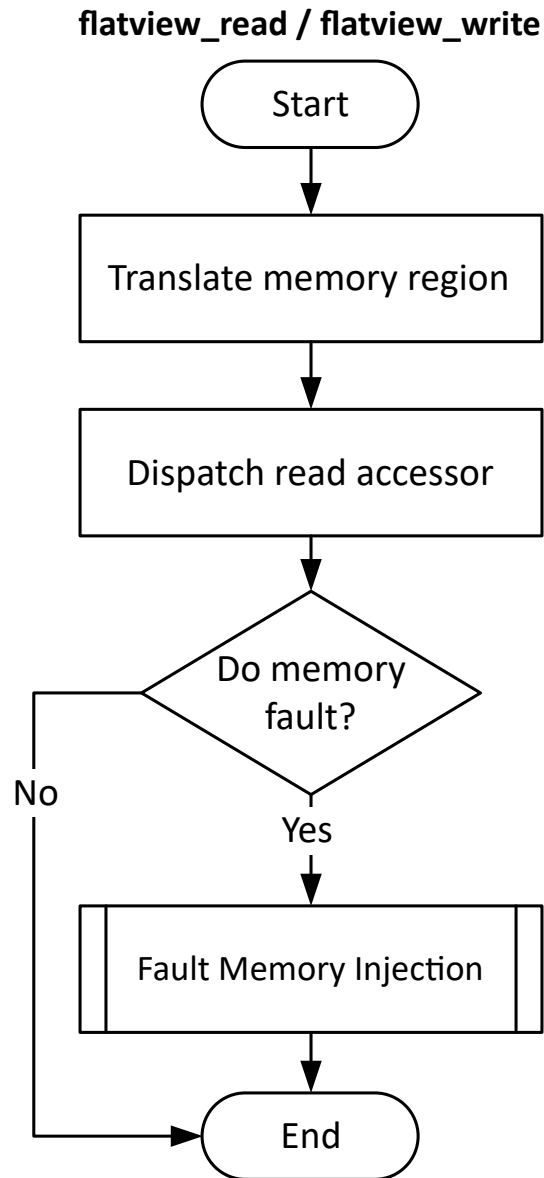 flatview_read / flatview_write
Start
Translate memory region
Dispatch read accessor
Do memory
fault?
No
Yes
Fault Memory Injection
End